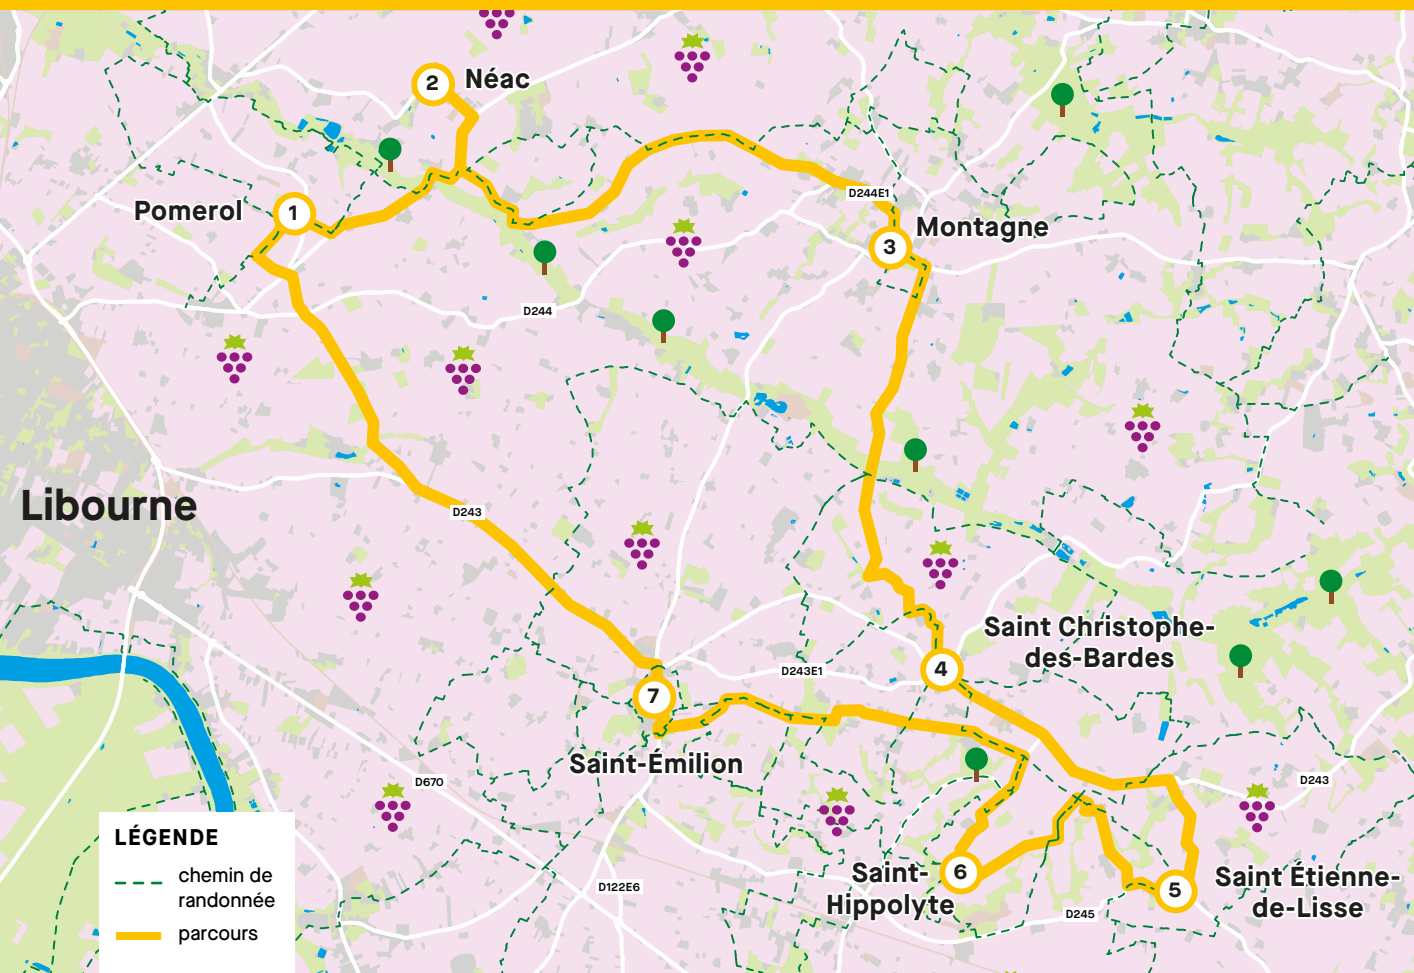 2
Néac
D244E1
Pomerol
1
Montagne
3
D244
Libourne
D243
Saint Christophe-
des-Bardes
4
D243E1
7
Saint-Émilion
D670
D243
LÉGENDE
chemin de
randonnée
parcours
Saint-
Hippolyte
6
5
Saint Étienne-
de-Lisse
D122E6
D245